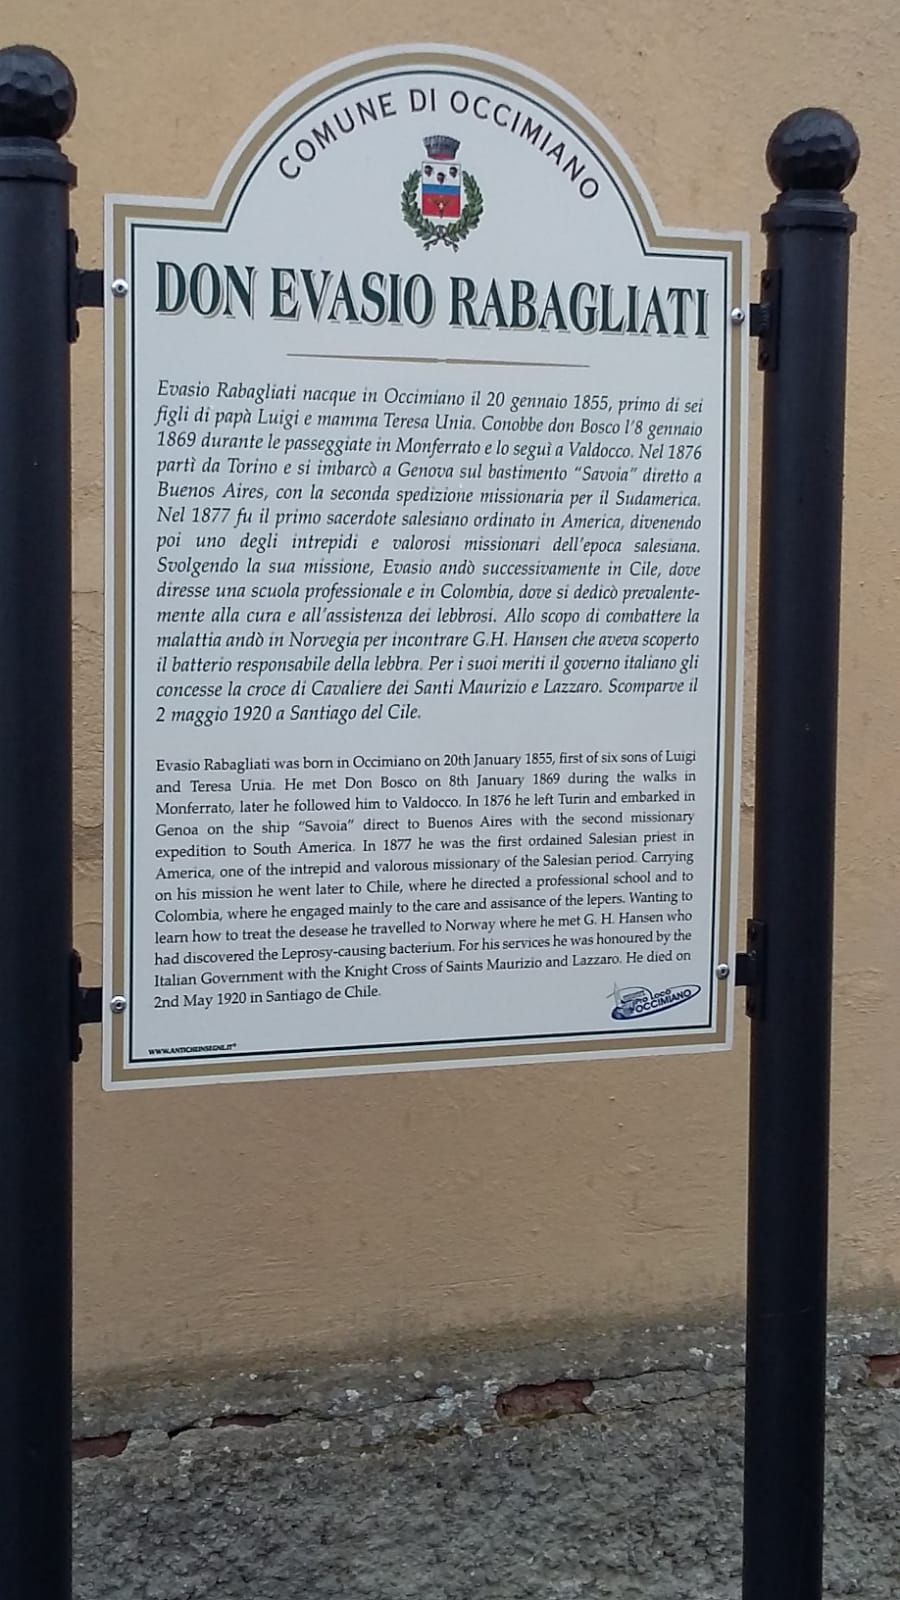 COMUNE DI OCCIMIANO
DON EVASIO RABAGLIATI
Evasio Rabagliati nacque in Occimiano il 20 gennaio 1855, primo di sei
figli di papà Luigi e mamma Teresa Unia. Conobbe don Bosco l'8 gennaio
1869 durante le passeggiate in Monferrato e lo seguì a Valdocco. Nel 1876
partì da Torino e si imbarcò a Genova sul bastimento "Savoia" diretto a
Buenos Aires, con la seconda spedizione missionaria per il Sudamerica.
Nel 1877 fu il primo sacerdote salesiano ordinato in America, divenendo
poi uno degli intrepidi e valorosi missionari dell'epoca salesiana.
Svolgendo la sua missione, Evasio andò successivamente in Cile, dove
diresse una scuola professionale e in Colombia, dove si dedicò prevalente-
mente alla cura e all'assistenza dei lebbrosi. Allo scopo di combattere la
malattia andò in Norvegia per incontrare G.H. Hansen che aveva scoperto
il batterio responsabile della lebbra. Per i suoi meriti il governo italiano gli
concesse la croce di Cavaliere dei Santi Maurizio e Lazzaro. Scomparve il
2 maggio 1920 a Santiago del Cile.
Evasio Rabagliati was born in Occimiano on 20th January 1855, first of six sons of Luigi
and Teresa Unia. He met Don Bosco on 8th January 1869 during the walks in
Monferrato, later he followed him to Valdocco. In 1876 he left Turin and embarked in
Genoa on the ship "Savoia" direct to Buenos Aires with the second missionary
expedition to South America. In 1877 he was the first ordained Salesian priest in
America, one of the intrepid and valorous missionary of the Salesian period. Carrying
on his mission he went later to Chile, where he directed a professional school and to
Colombia, where he engaged mainly to the care and assisance of the lepers. Wanting to
learn how to treat the desease he travelled to Norway where he met G. H. Hansen who
had discovered the Leprosy-causing bacterium. For his services he was honoured by the
Italian Government with the Knight Cross of Saints Maurizio and Lazzaro. He died on
2nd May 1920 in Santiago de Chile.
PRO LOCO
OCCIMIANO
WWW.ANTICHEINSEGNE.IT®